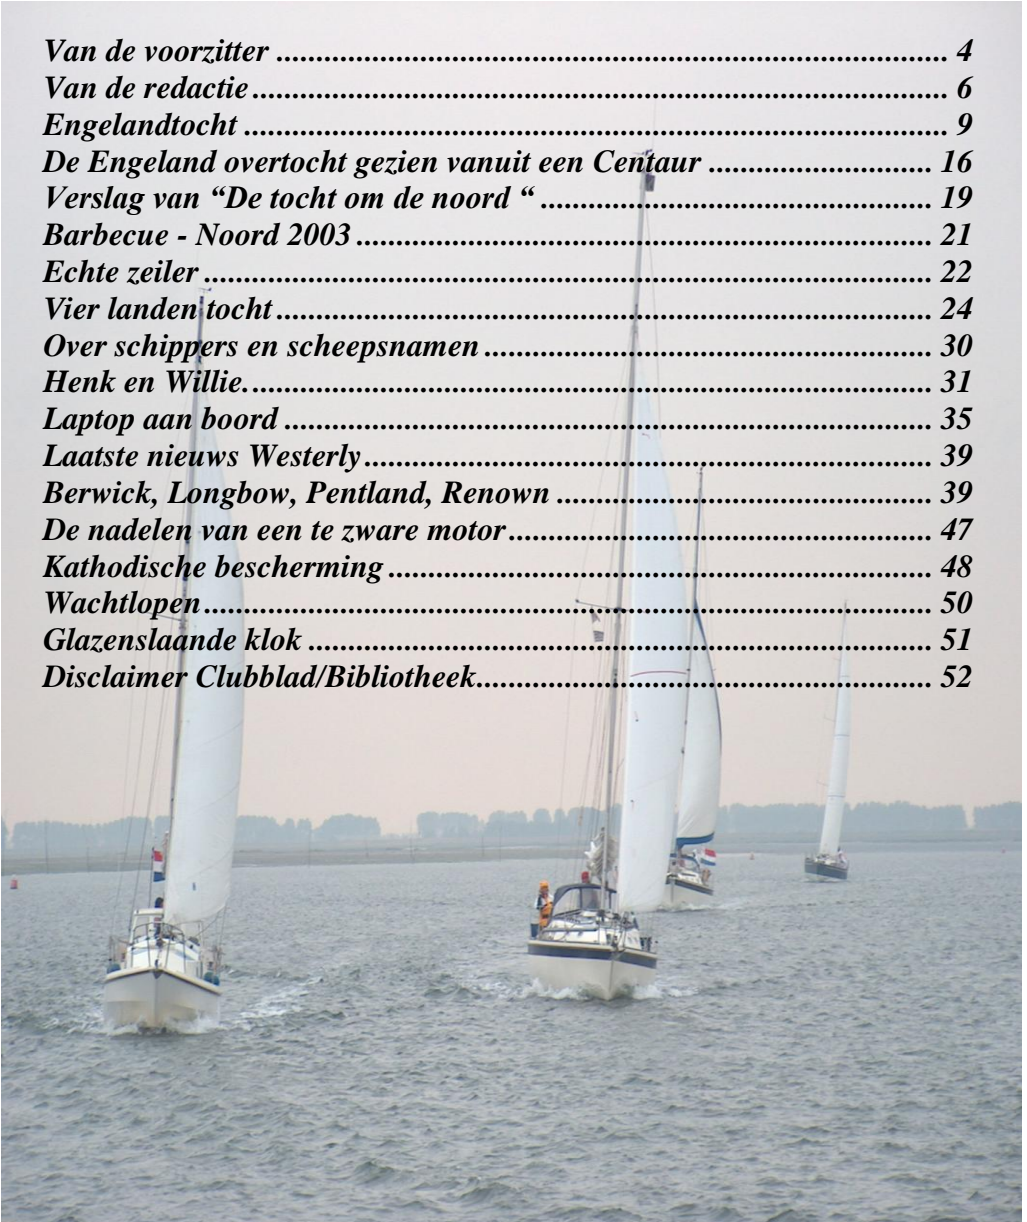 Van de voorzitter ........................................................................................ 4
Van de redactie ........................................................................................... 6
Engelandtocht ............................................................................................ 9
De Engeland overtocht gezien vanuit een Centaur ............................. 16
Verslag van “De tocht om de noord “ ................................................... 19
Barbecue - Noord 2003 ........................................................................... 21
Echte zeiler ............................................................................................... 22
Vier landen tocht ...................................................................................... 24
Over schippers en scheepsnamen .......................................................... 30
Henk en Willie. ......................................................................................... 31
Laptop aan boord ..................................................................................... 35
Laatste nieuws Westerly .......................................................................... 39
Berwick, Longbow, Pentland, Renown ................................................. 39
De nadelen van een te zware motor ....................................................... 47
Kathodische bescherming ....................................................................... 48
Wachtlopen ............................................................................................... 50
Glazenslaande klok .................................................................................. 51
Disclaimer Clubblad/Bibliotheek ........................................................... 52